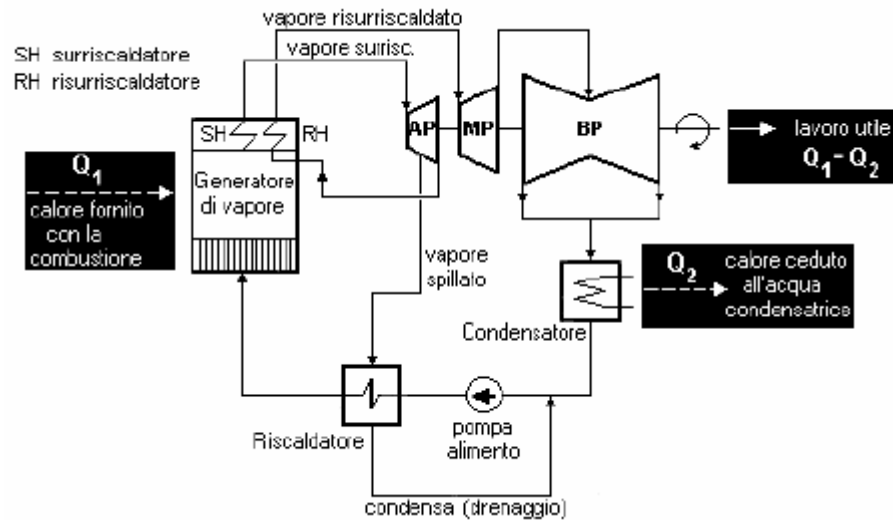 vapore risurriscaldato
SH surriscaldatore
vapore surrisc.
RH risurriscaldatore
AP
MP
BP
SH
RH
lavoro utile
Q1-Q2
Q1
calore fornito
con la
combustione
Generatore
di vapore
vapore
spillato
Q2
calore ceduto
all'acqua
condensatrice
Condensatore
Riscaldatore
pompa
alimento
condensa (drenaggio)